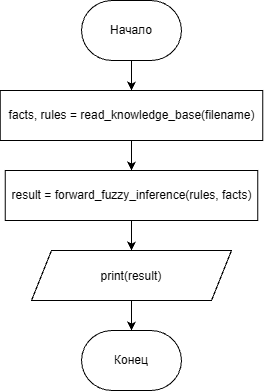 Начало
facts, rules = read_knowledge_base(filename)
result = forward_fuzzy_inference(rules, facts)
print(result)
Конец